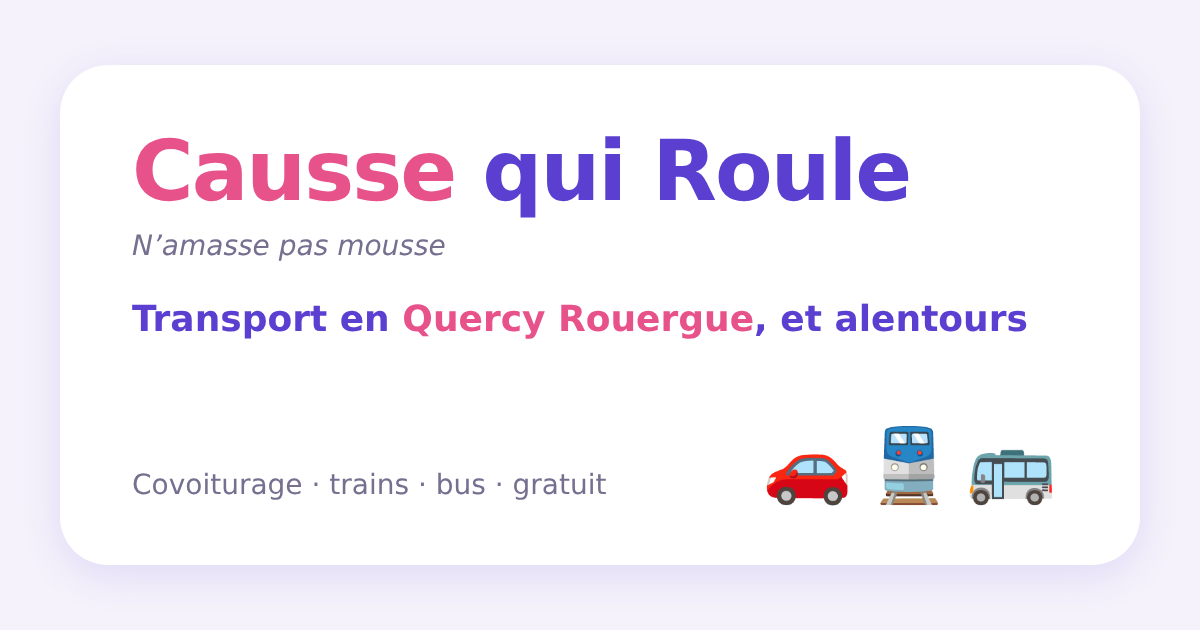 Causse qui Roule
N’amasse pas mousse
Transport en Quercy Rouergue, et alentours
Covoiturage · trains · bus · gratuit